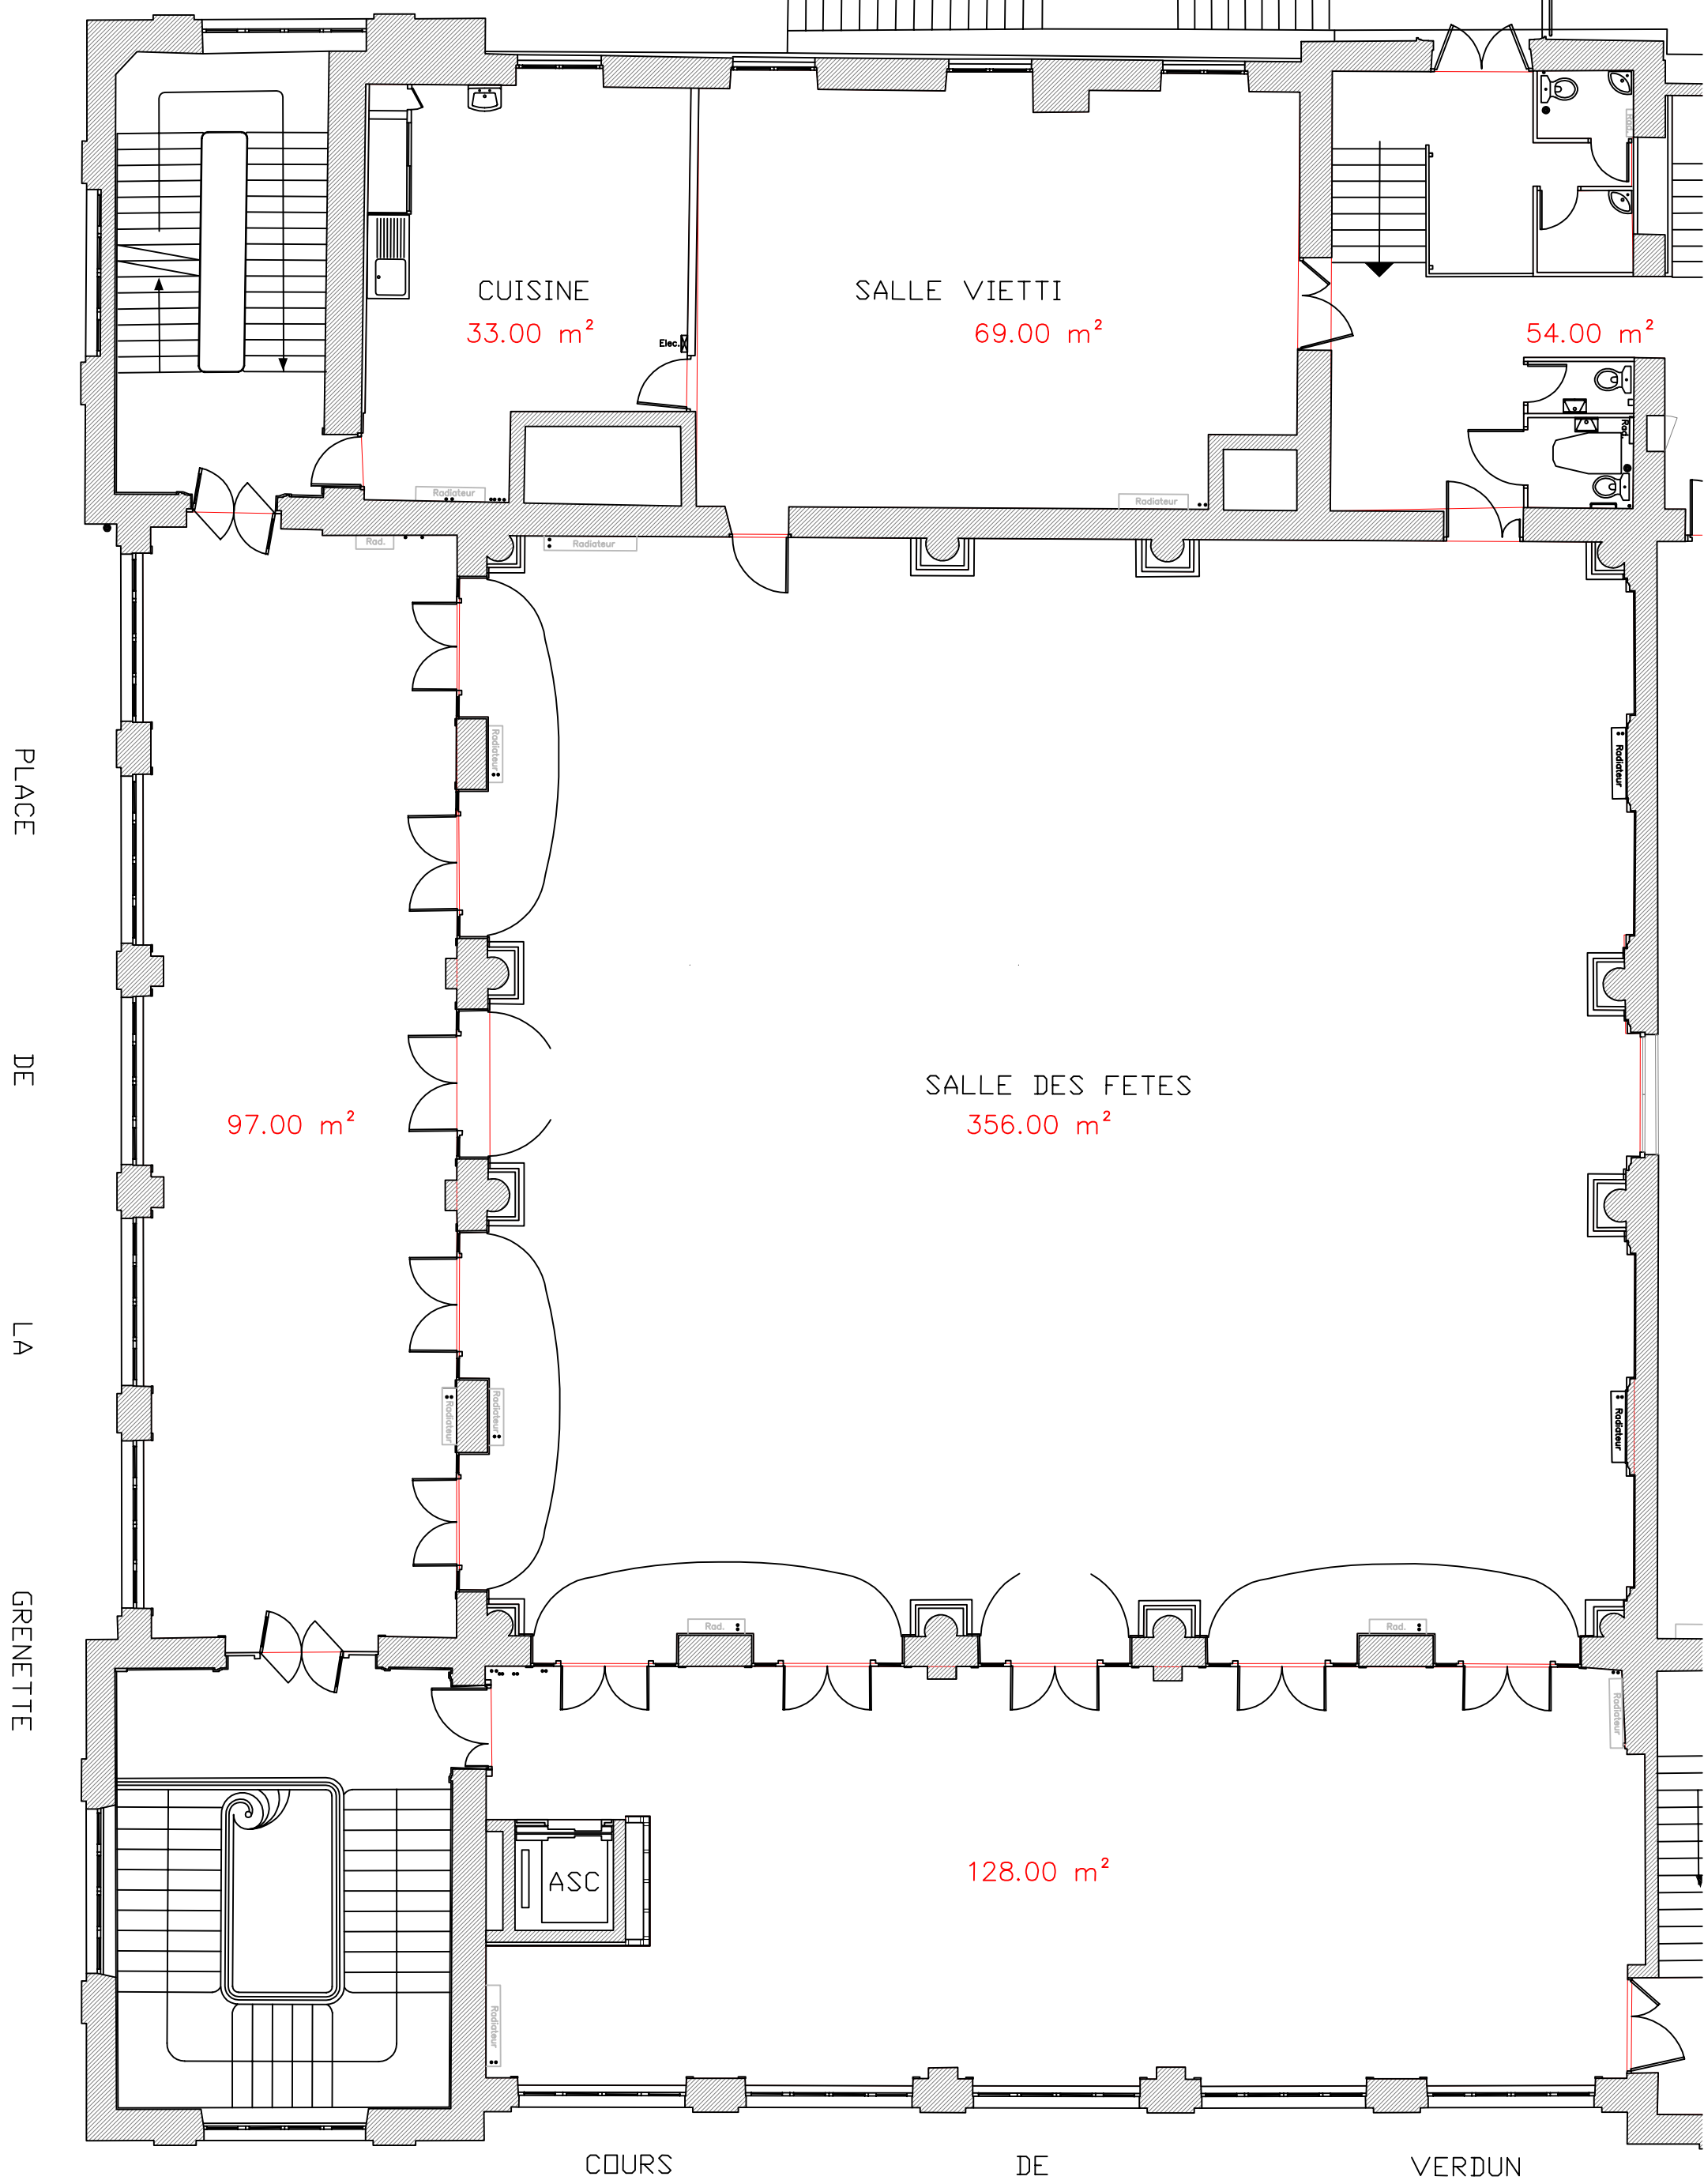 CUISINE
33.00 m²
SALLE VIETTI
69.00 m²
54.00 m²
Elec.
Rad.
Rad.
Radiateur
Radiateur
Rad.
Radiateur
Radiateur
Radiateur
PLACE DE LA GRENETTE
SALLE DES FETES
356.00 m²
97.00 m²
Radiateur
Radiateur
Radiateur
Rad.
Rad.
Radiateur
ASC
128.00 m²
Radiateur
COURS DE VERDUN